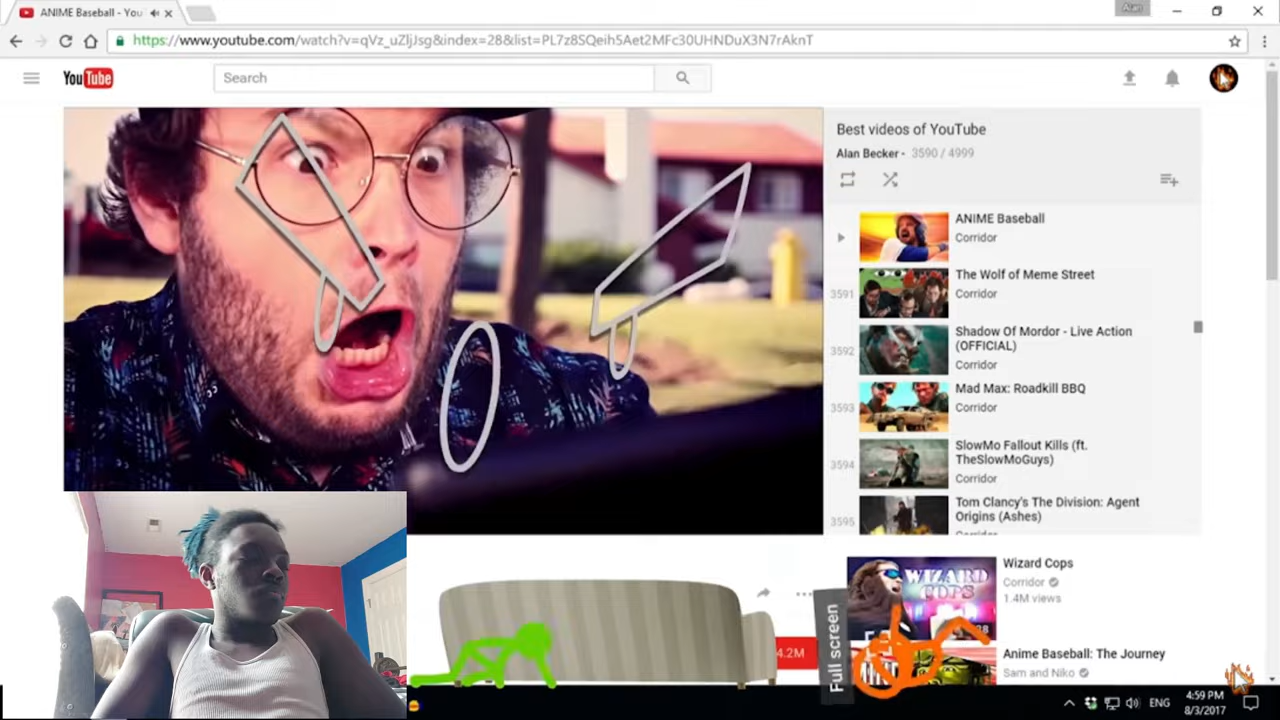 ANIME Baseball - You
Alan
https://www.youtube.com/watch?v=qVz_uZljJsg&index=28&list=PL7z8SQeih5Aet2MFc30UHNDuX3N7rAknT
YouTube
Search
Best videos of YouTube
Alan Becker - 3590 / 4999
ANIME Baseball
Corridor
The Wolf of Meme Street
3591
Corridor
Shadow Of Mordor - Live Action
(OFFICIAL)
3592
Corridor
Mad Max: Roadkill BBQ
3593
Corridor
SlowMo Fallout Kills (ft.
TheSlowMoGuys)
3594
Corridor
Tom Clancy's The Division: Agent
Origins (Ashes)
3595
Corridor
Wizard Cops
Corridor
1.4M views
WIZARD
COPS
Full screen
4.2M
Anime Baseball: The Journey
Sam and Niko
ENG
4:59 PM
8/3/2017